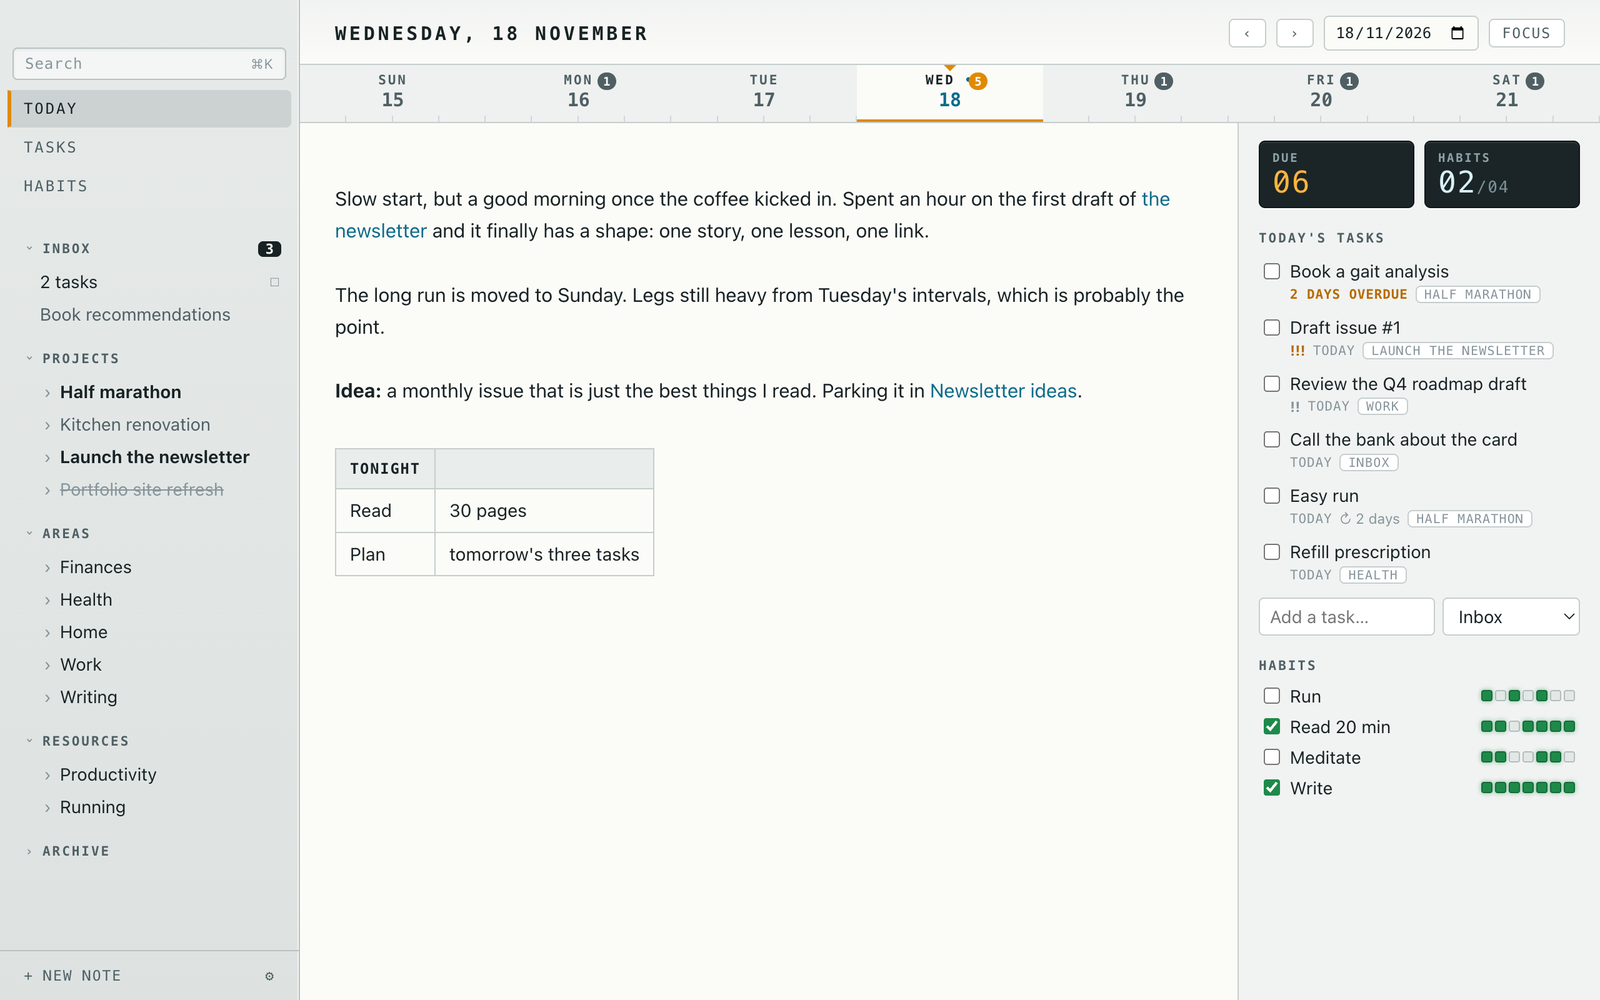 Search ⌘K
TODAY
TASKS
HABITS
INBOX 3
2 tasks
Book recommendations
PROJECTS
Half marathon
Kitchen renovation
Launch the newsletter
Portfolio site refresh
AREAS
Finances
Health
Home
Work
Writing
RESOURCES
Productivity
Running
ARCHIVE
+ NEW NOTE
WEDNESDAY, 18 NOVEMBER
‹ › 18/11/2026 FOCUS
SUN MON 1 TUE WED 5 THU 1 FRI 1 SAT 1
15 16 17 18 19 20 21
Slow start, but a good morning once the coffee kicked in. Spent an hour on the first draft of the
newsletter and it finally has a shape: one story, one lesson, one link.
The long run is moved to Sunday. Legs still heavy from Tuesday's intervals, which is probably the
point.
Idea: a monthly issue that is just the best things I read. Parking it in Newsletter ideas.
TONIGHT
Read 30 pages
Plan tomorrow's three tasks
DUE HABITS
06 02/04
TODAY'S TASKS
Book a gait analysis
2 DAYS OVERDUE HALF MARATHON
Draft issue #1
!!! TODAY LAUNCH THE NEWSLETTER
Review the Q4 roadmap draft
!! TODAY WORK
Call the bank about the card
TODAY INBOX
Easy run
TODAY ↻ 2 days HALF MARATHON
Refill prescription
TODAY HEALTH
Add a task... Inbox
HABITS
Run
Read 20 min
Meditate
Write